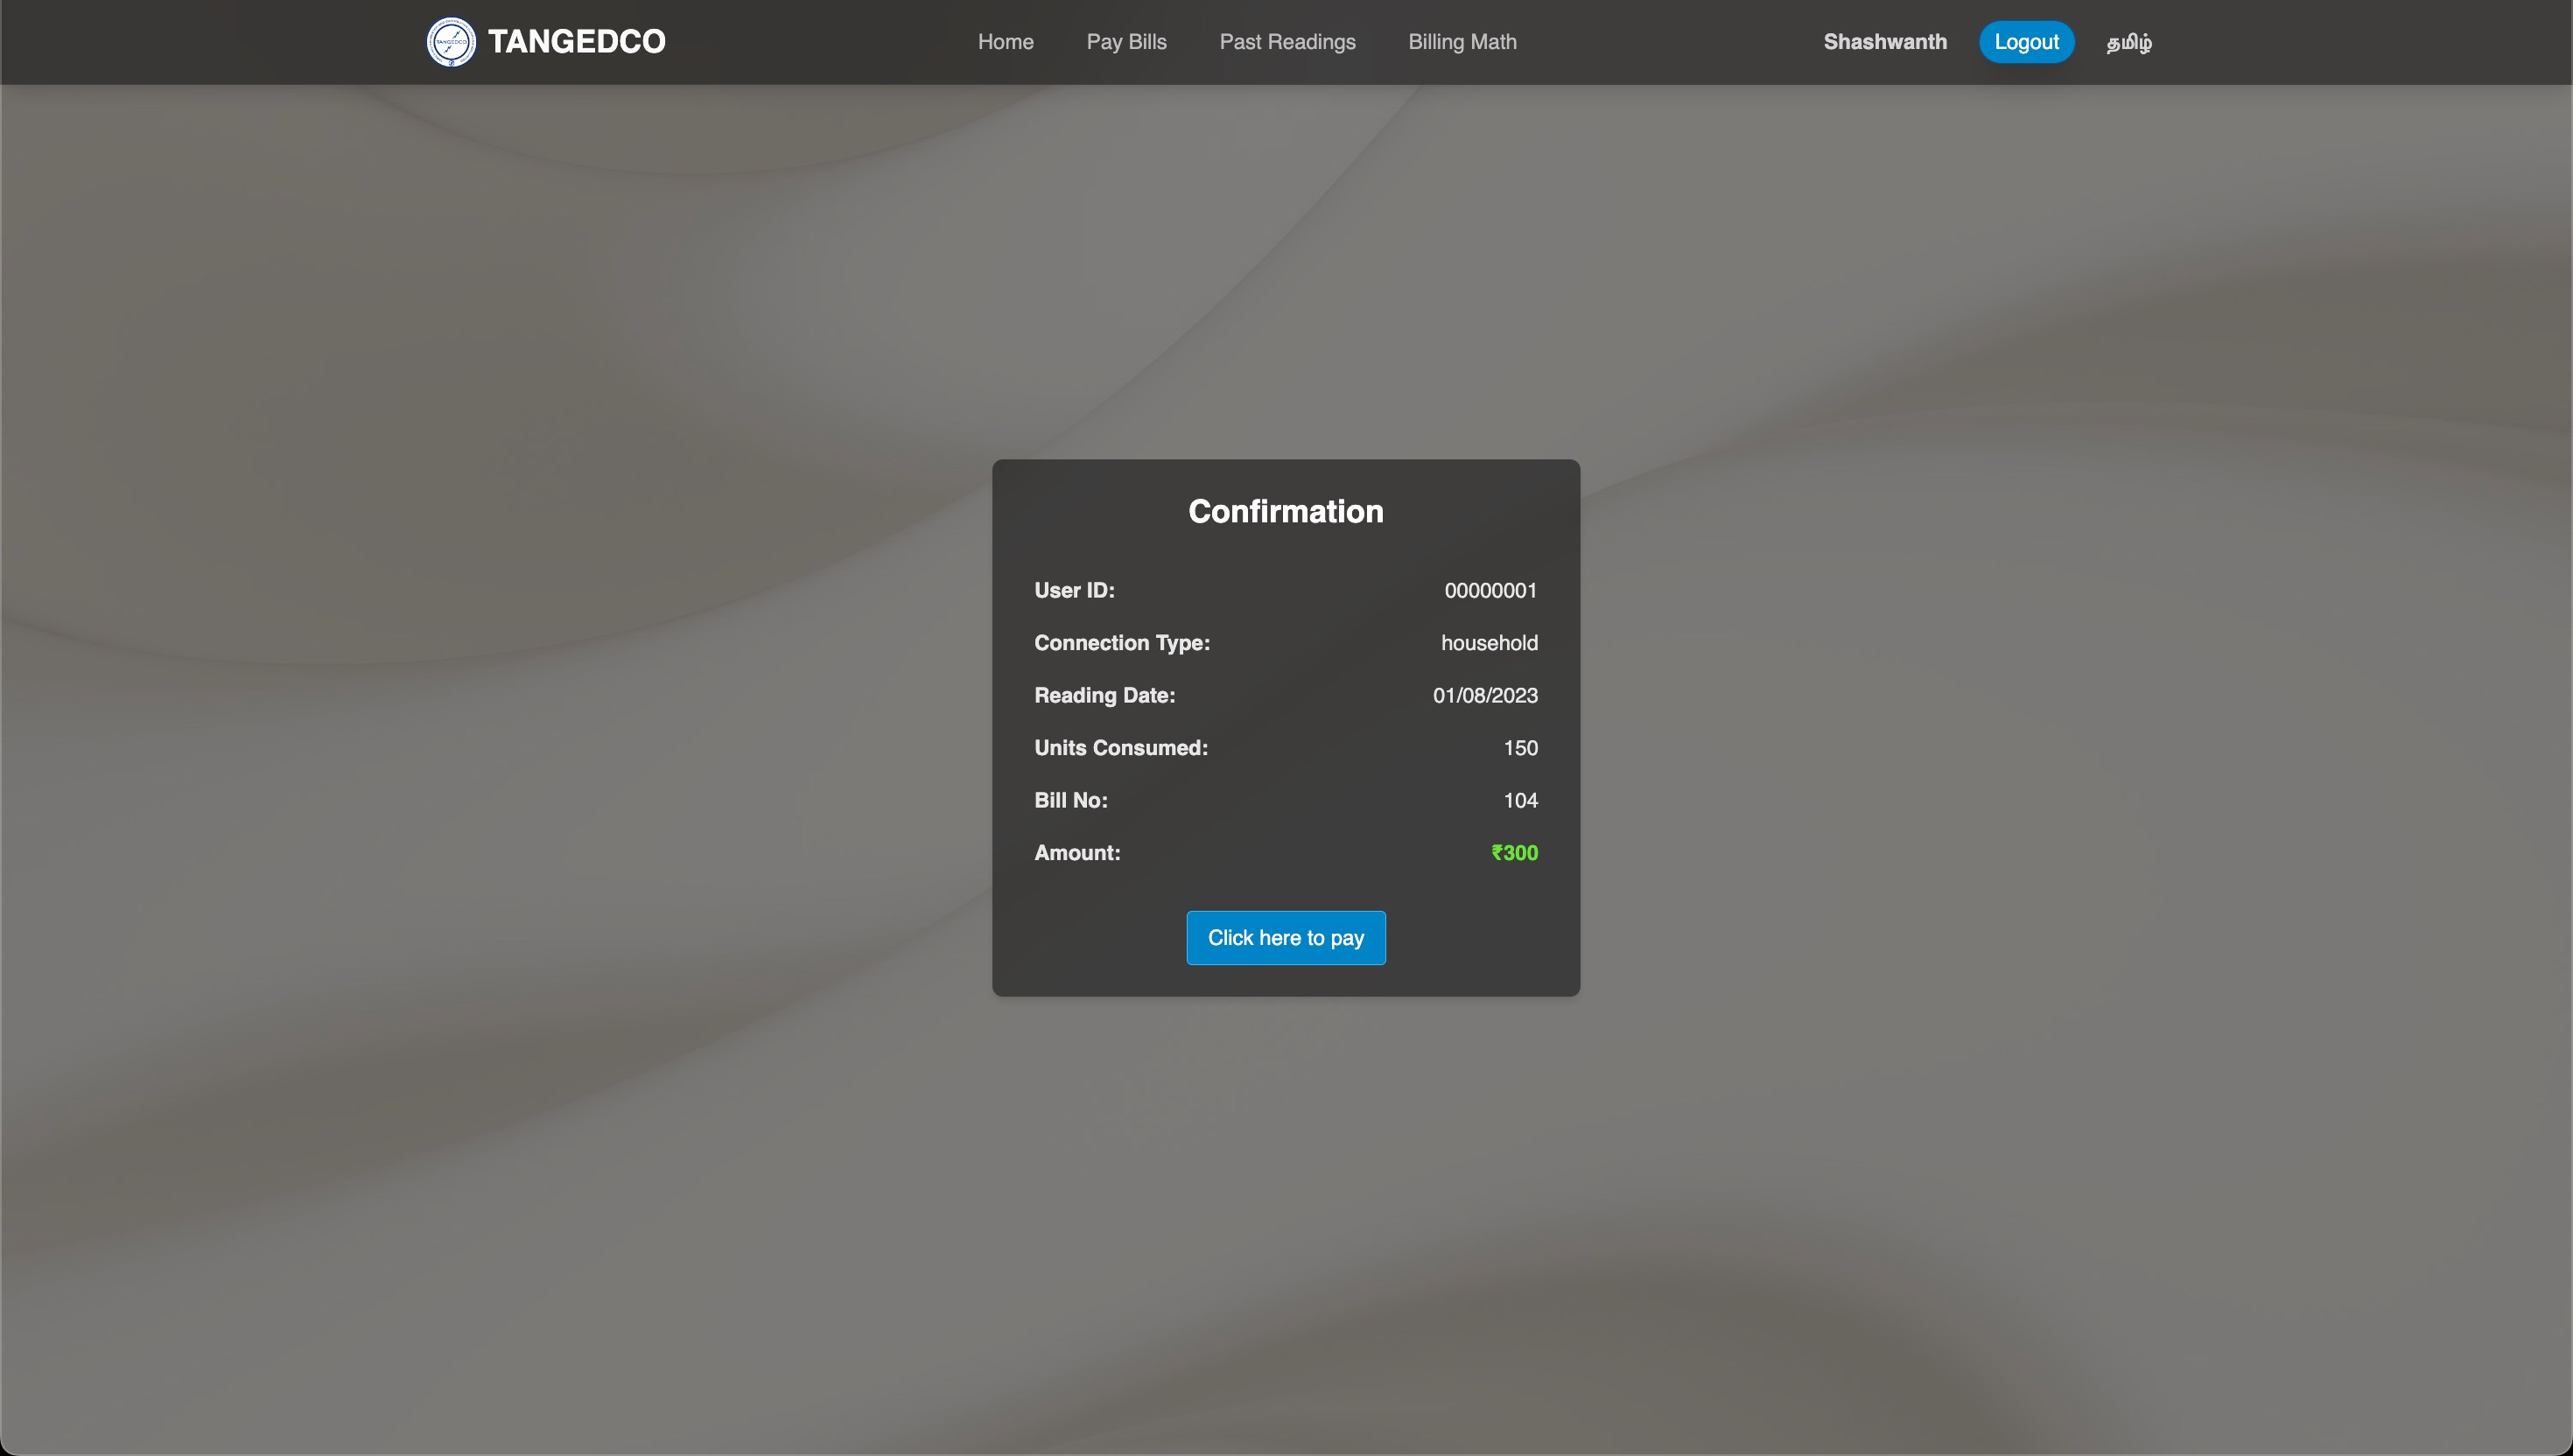 TANGEDCO
Home Pay Bills Past Readings Billing Math
Shashwanth Logout தமிழ்
Confirmation
User ID: 00000001
Connection Type: household
Reading Date: 01/08/2023
Units Consumed: 150
Bill No: 104
Amount: ₹300
Click here to pay